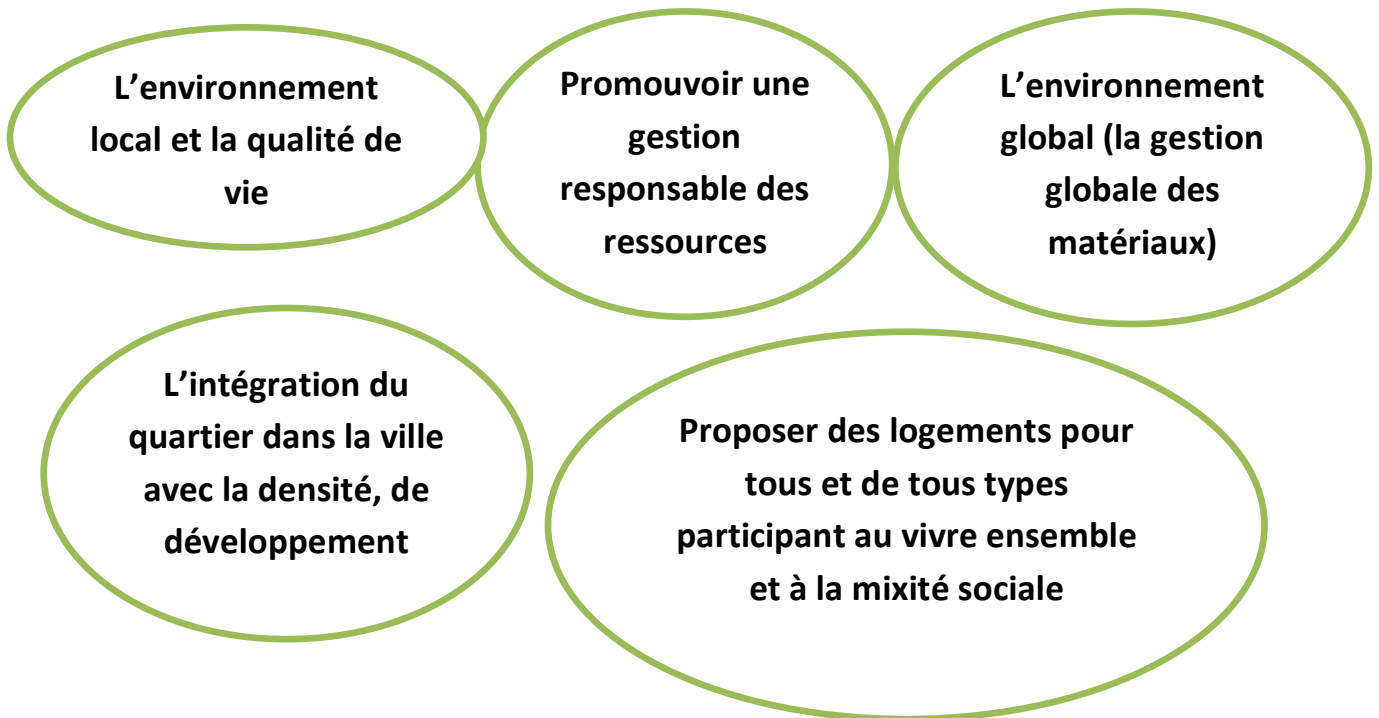 L’environnement
local et la qualité de
vie
Promouvoir une
gestion
responsable des
ressources
L’environnement
global (la gestion
globale des
matériaux)
L’intégration du
quartier dans la ville
avec la densité, de
développement
Proposer des logements pour
tous et de tous types
participant au vivre ensemble
et à la mixité sociale